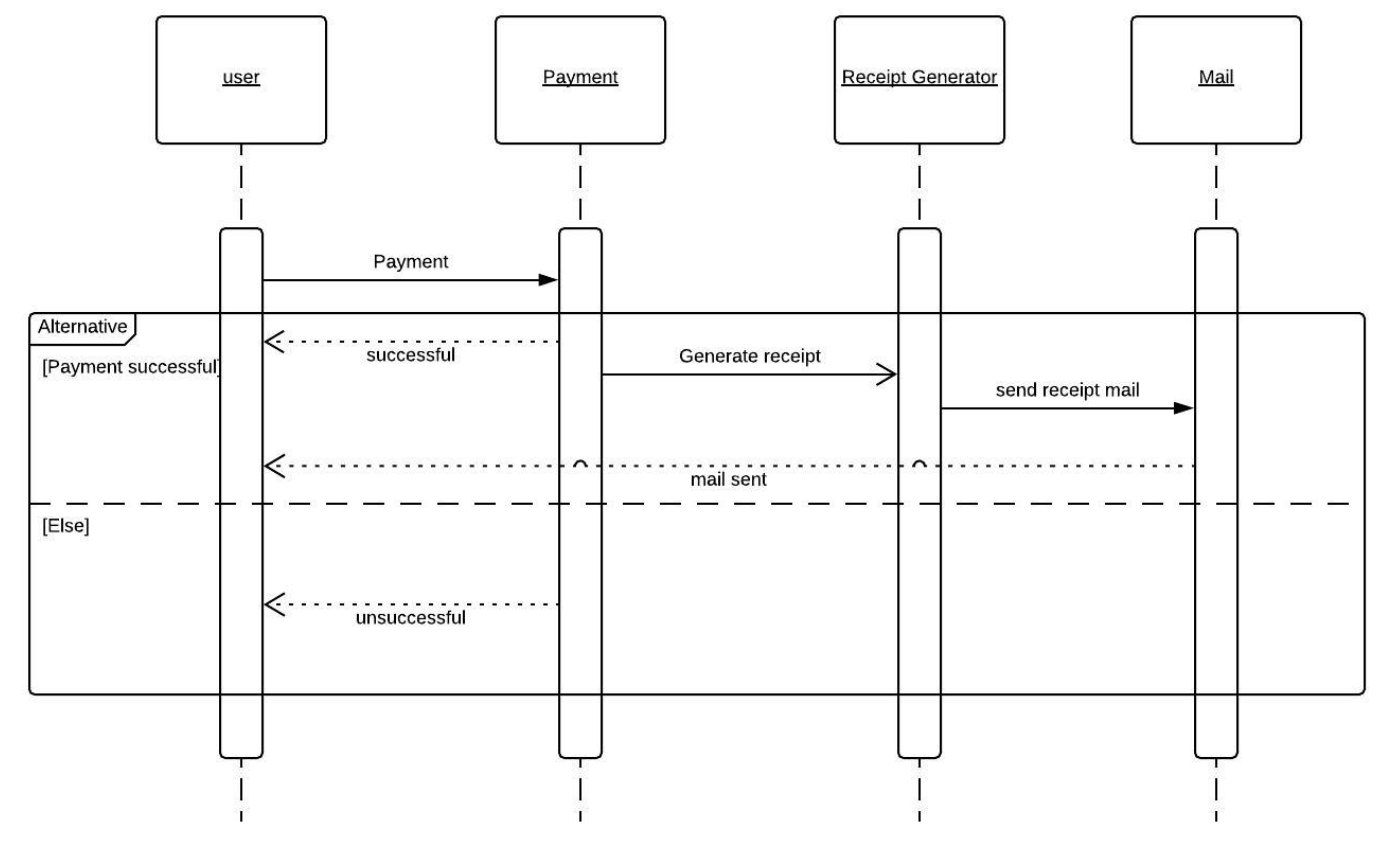 user
Payment
Receipt Generator
Mail
Payment
Alternative
successful
[Payment successful]
Generate receipt
send receipt mail
mail sent
[Else]
unsuccessful